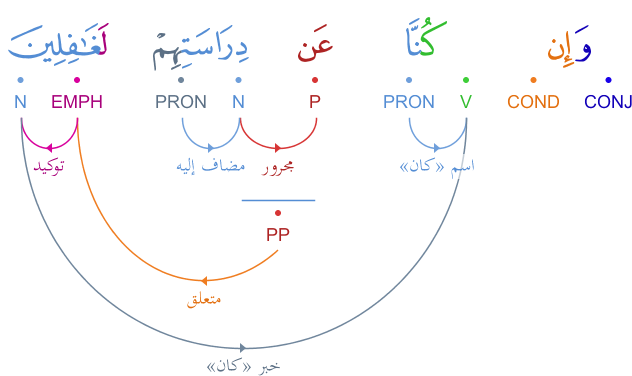 وَإِن كُنَّا عَن دِرَاسَتِهِمْ لَغَٰفِلِينَ
CONJ COND V PRON P N PRON EMPH N
اسم «كان» مجرور مضاف إليه توكيد
PP
متعلق
خبر «كان»